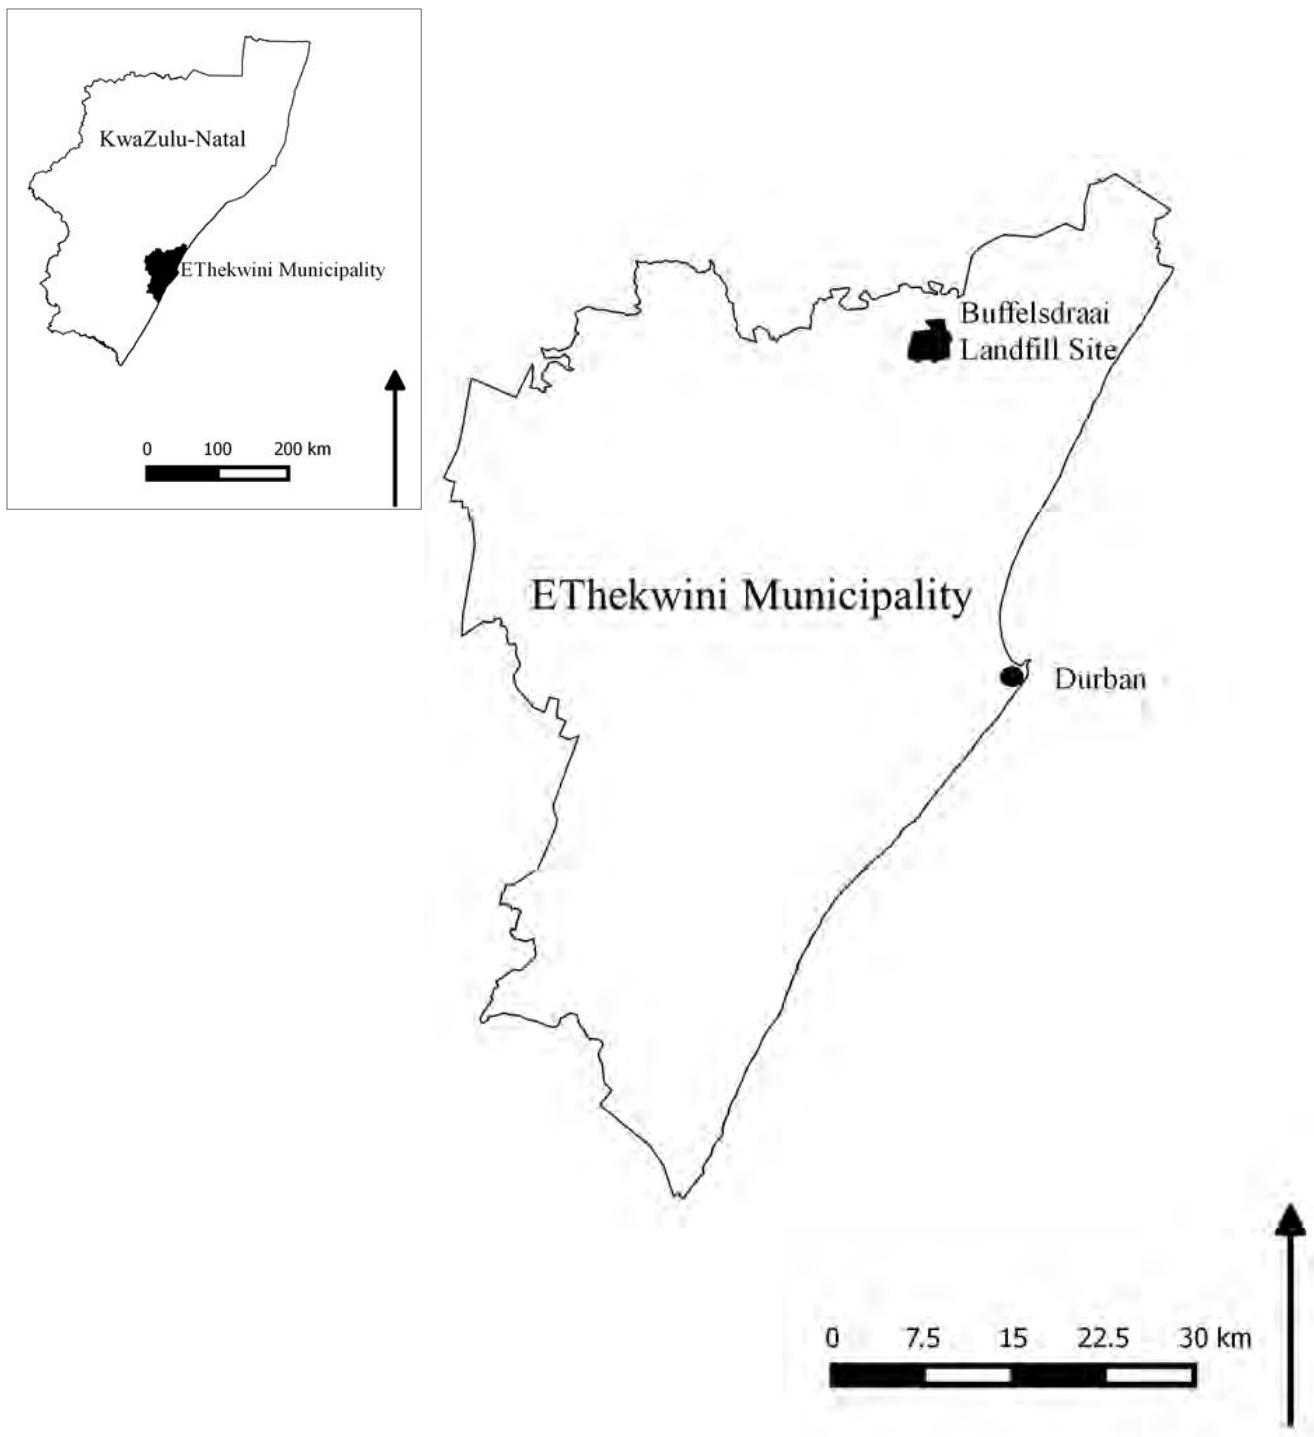 KwaZulu-Natal
EThekwini Municipality
0 100 200 km
Buffelsdraai
Landfill Site
EThekwini Municipality
Durban
0 7.5 15 22.5 30 km